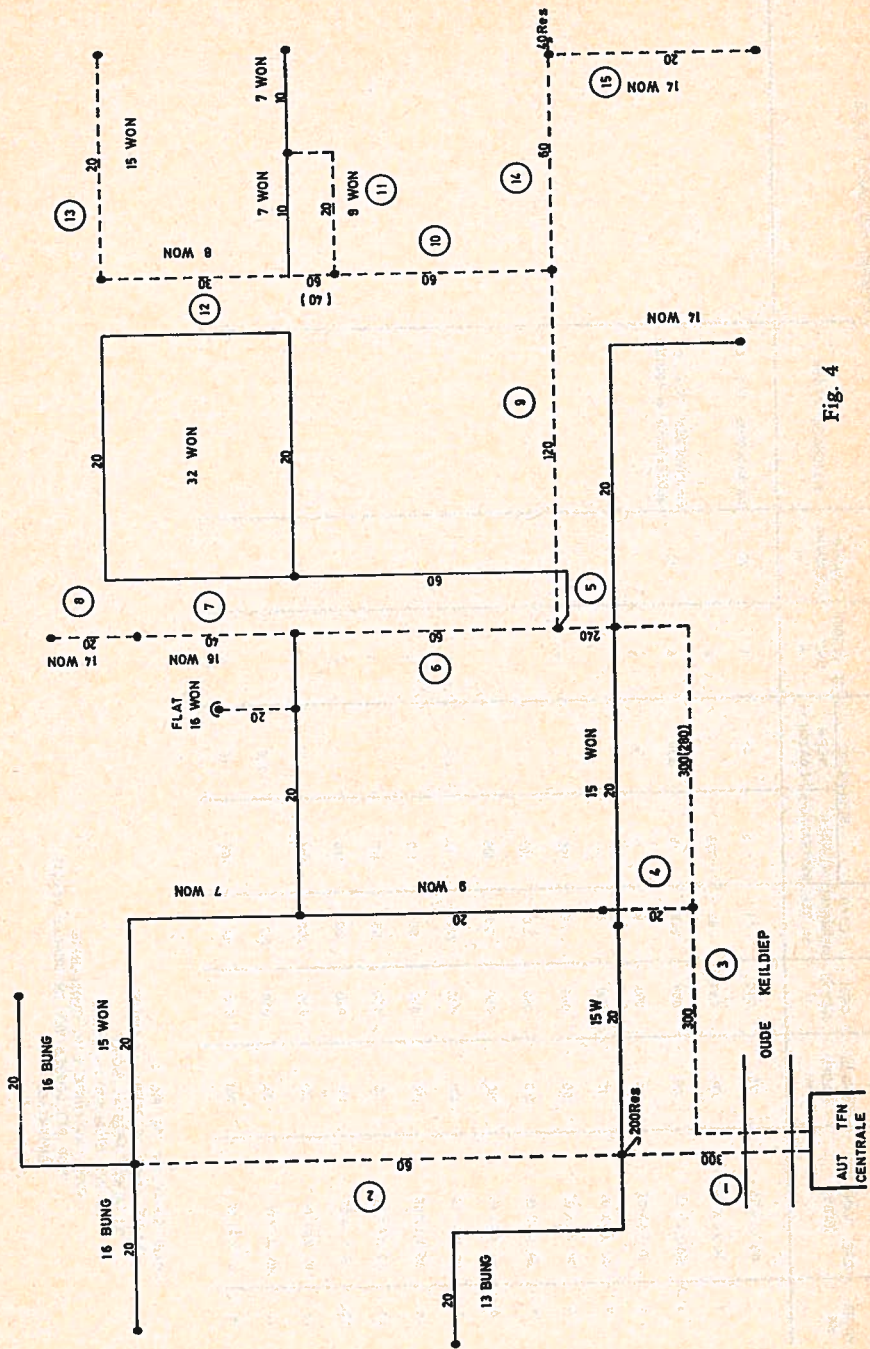 20
15 WON
13
7 WON
10
7 WON
10
20
9 WON
11
8 WON
30
12
60
(40)
60
10
40Res
60
14
20
14 WON
15
20
32 WON
20
14 WON
120
9
20
8
20
14 WON
7
40
16 WON
60
5
240
60
6
FLAT
16 WON
20
20
15 WON
20
300(280)
7 WON
9 WON
20
4
20
20
16 BUNG
15 WON
20
15W
20
3
300
OUDE KEILDIEP
16 BUNG
20
60
2
200Res
300
1
20
13 BUNG
AUT TFN
CENTRALE
Fig. 4